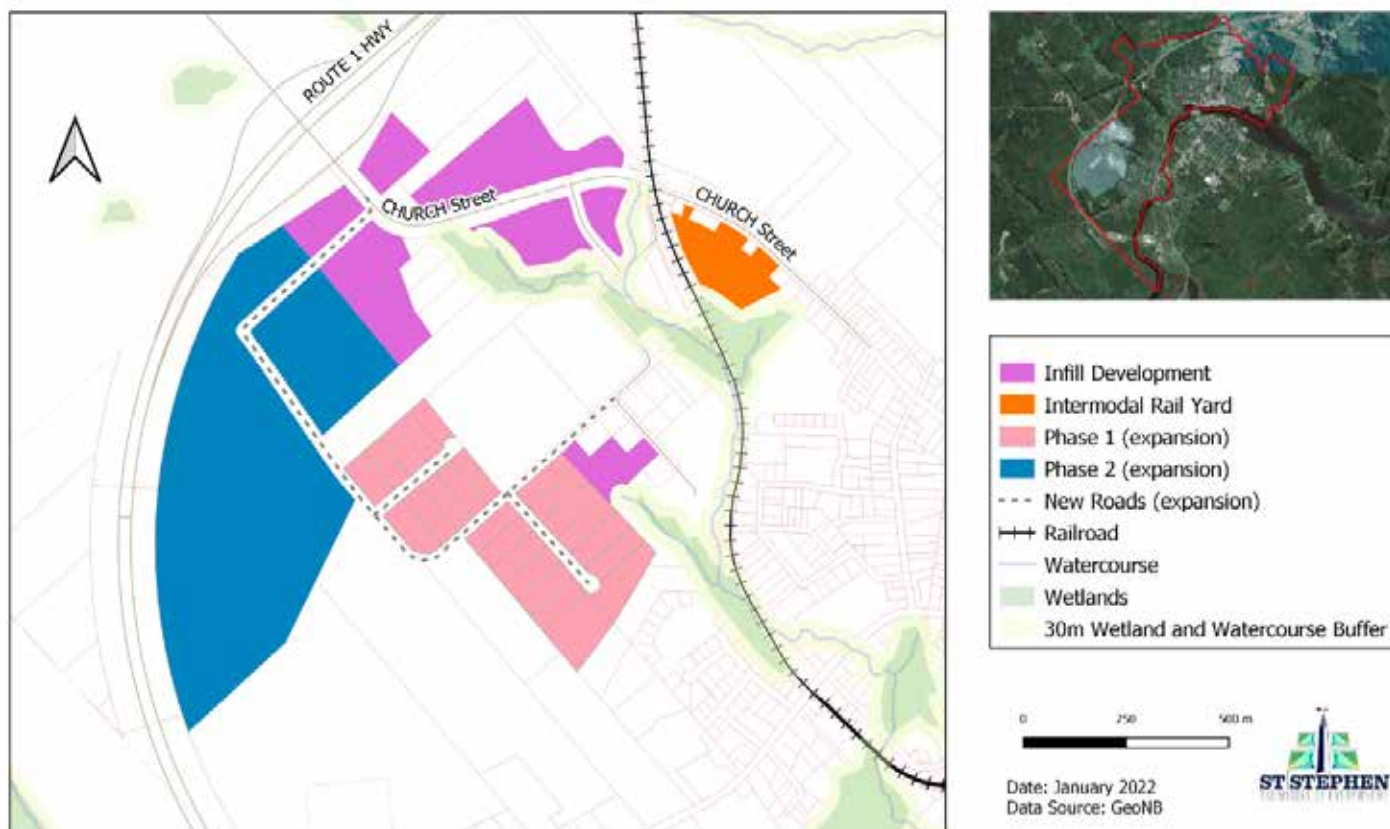 ROUTE 1 HWY
CHURCH Street
CHURCH Street
Infill Development
Intermodal Rail Yard
Phase 1 (expansion)
Phase 2 (expansion)
New Roads (expansion)
Railroad
Watercourse
Wetlands
30m Wetland and Watercourse Buffer
0 250 500 m
Date: January 2022
Data Source: GeoNB
ST STEPHEN